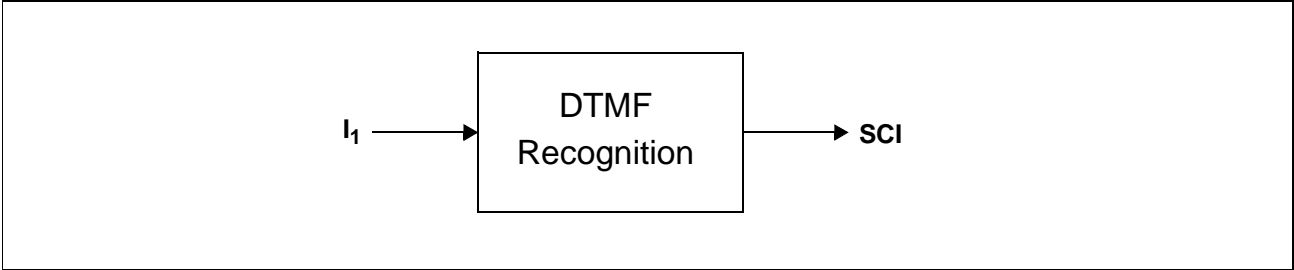 DTMF
I₁ SCI
Recognition